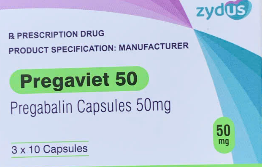 zydus
℞ PRESCRIPTION DRUG
PRODUCT SPECIFICATION: MANUFACTURER
Pregaviet 50
Pregabalin Capsules 50mg
3 x 10 Capsules
50
mg